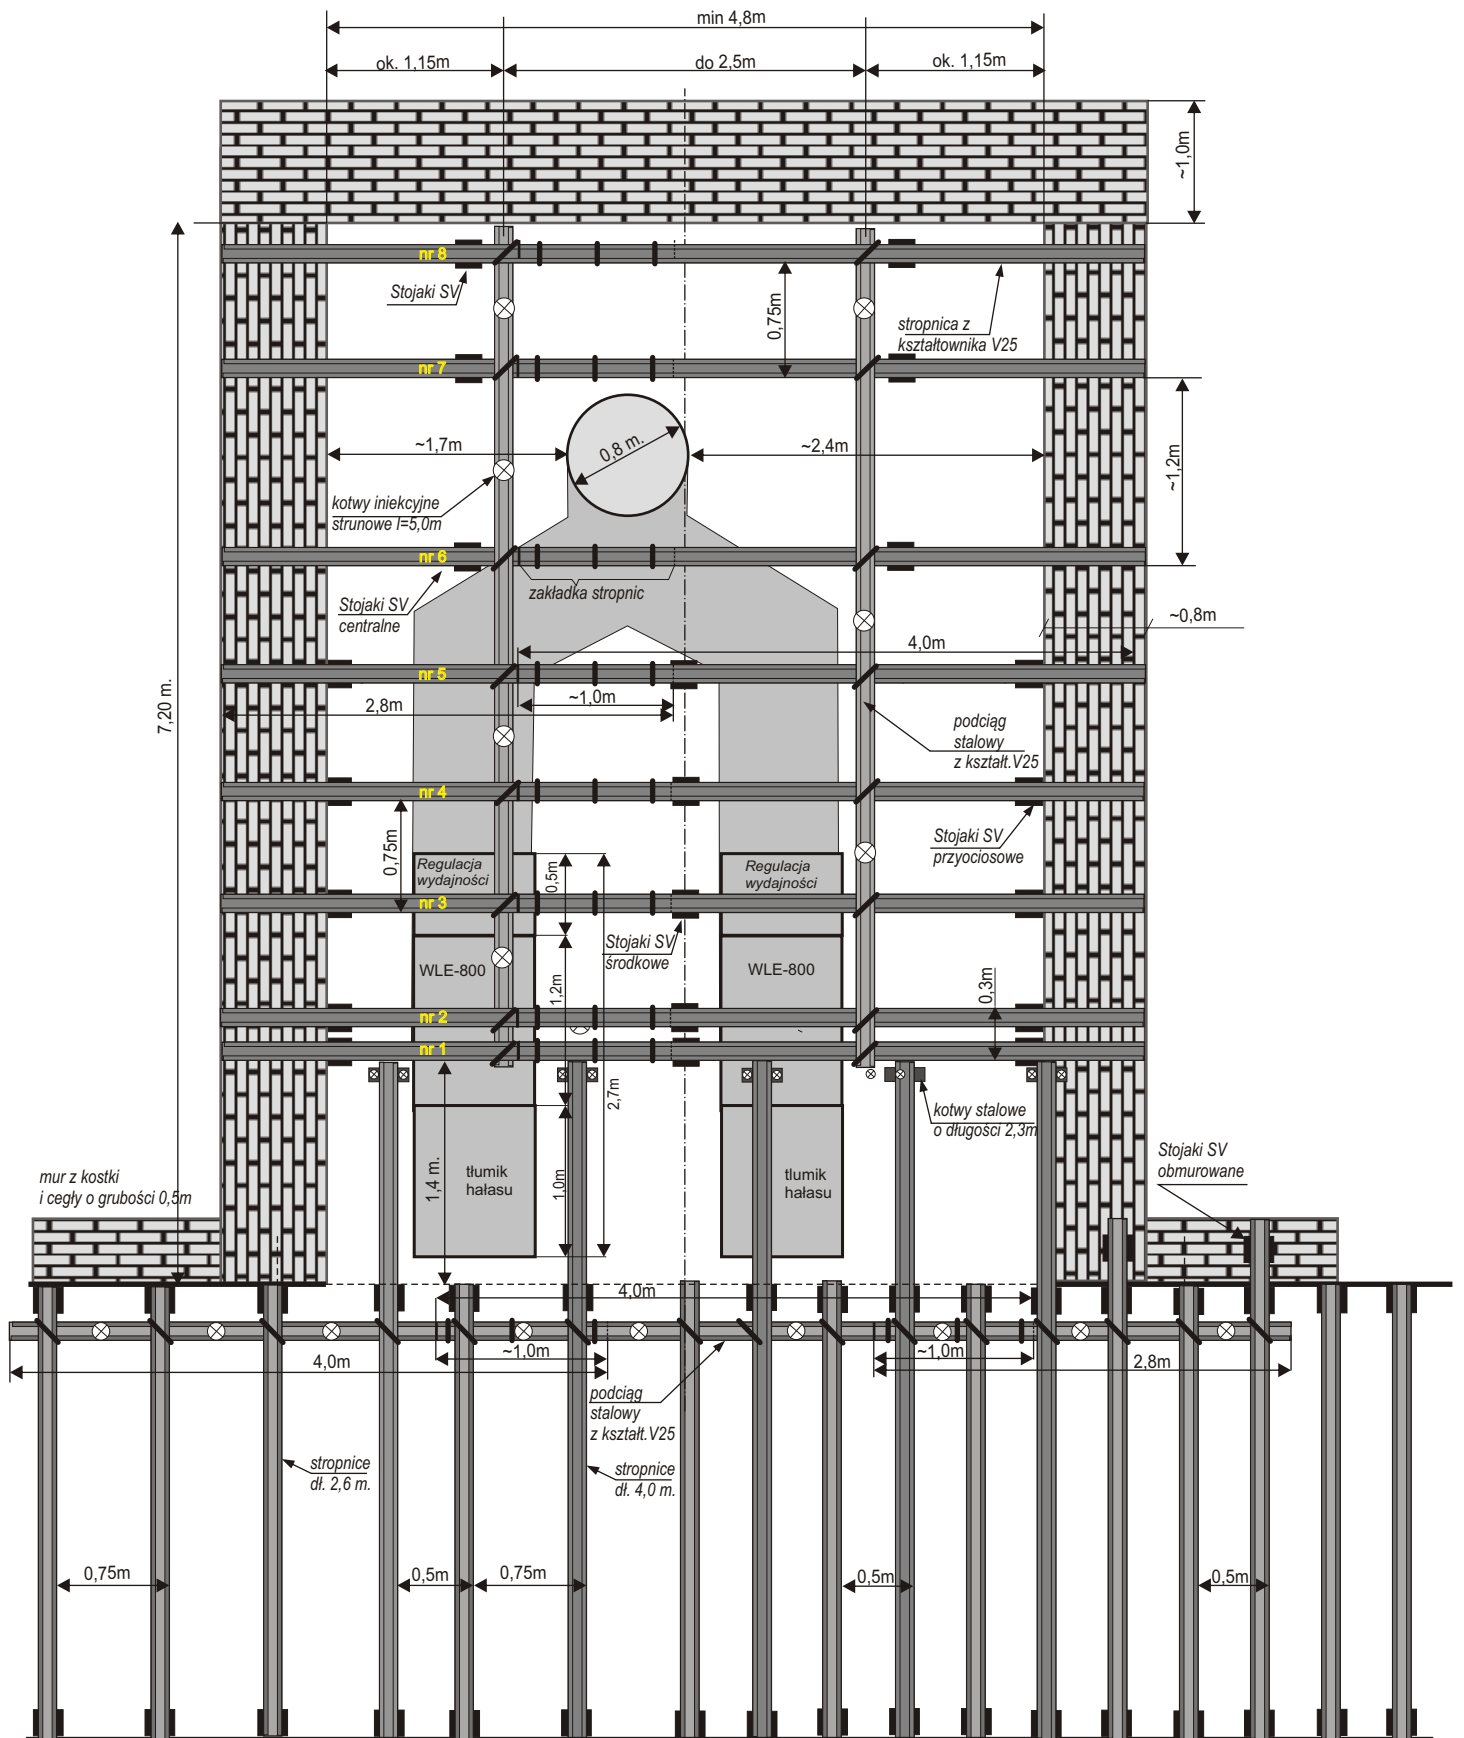 min 4,8m
ok. 1,15m
do 2,5m
ok. 1,15m
~1,0m
nr 8
Stojaki SV
0,75m
stropnica z
kształtownika V25
nr 7
~1,7m
0,8 m.
~2,4m
~1,2m
kotwy iniekcyjne
strunowe l=5,0m
nr 6
zakładka stropnic
Stojaki SV
centralne
~0,8m
4,0m
nr 5
7,20 m.
2,8m
~1,0m
podciąg
stalowy
z kształt.V25
nr 4
0,75m
Stojaki SV
przyociosowe
Regulacja
wydajności
0,5m
Regulacja
wydajności
nr 3
Stojaki SV
środkowe
WLE-800
1,2m
WLE-800
0,3m
nr 2
nr 1
2,7m
kotwy stalowe
o długości 2,3m
Stojaki SV
obmurowane
mur z kostki
i cegły o grubości 0,5m
1,4 m.
tłumik
hałasu
1,0m
tłumik
hałasu
4,0m
~1,0m
~1,0m
4,0m
2,8m
podciąg
stalowy
z kształt.V25
stropnice
dł. 2,6 m.
stropnice
dł. 4,0 m.
0,75m
0,5m
0,75m
0,5m
0,5m